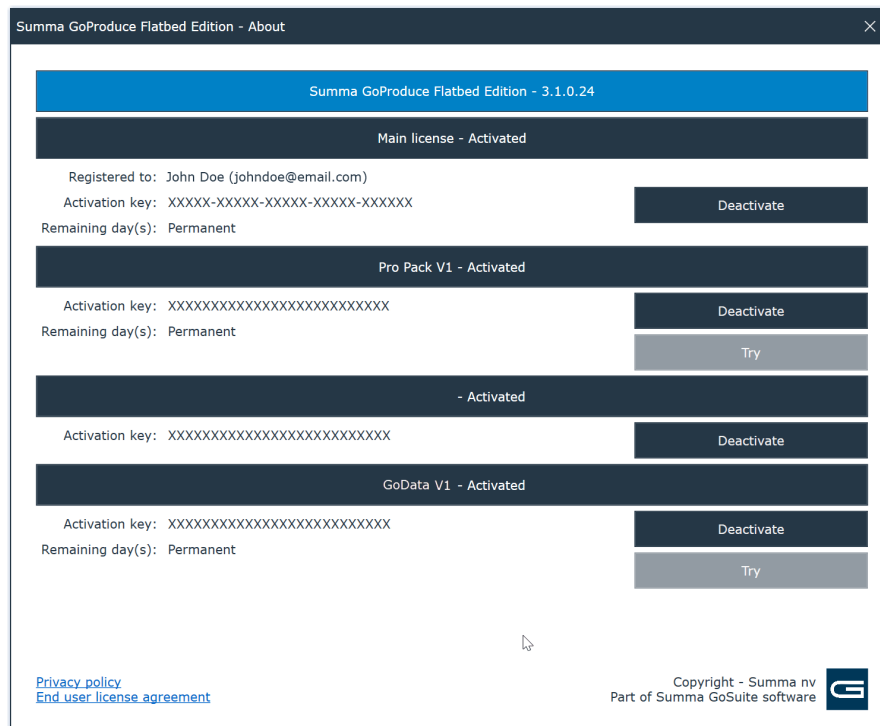 Summa GoProduce Flatbed Edition - About
Summa GoProduce Flatbed Edition - 3.1.0.24
Main license - Activated
Registered to: John Doe (johndoe@email.com)
Activation key: XXXXX-XXXXX-XXXXX-XXXXX-XXXXXX
Deactivate
Remaining day(s): Permanent
Pro Pack V1 - Activated
Activation key: XXXXXXXXXXXXXXXXXXXXXXXXXX
Deactivate
Remaining day(s): Permanent
Try
- Activated
Activation key: XXXXXXXXXXXXXXXXXXXXXXXXXX
Deactivate
GoData V1 - Activated
Activation key: XXXXXXXXXXXXXXXXXXXXXXXXXX
Deactivate
Remaining day(s): Permanent
Try
Privacy policy
End user license agreement
Copyright - Summa nv
Part of Summa GoSuite software